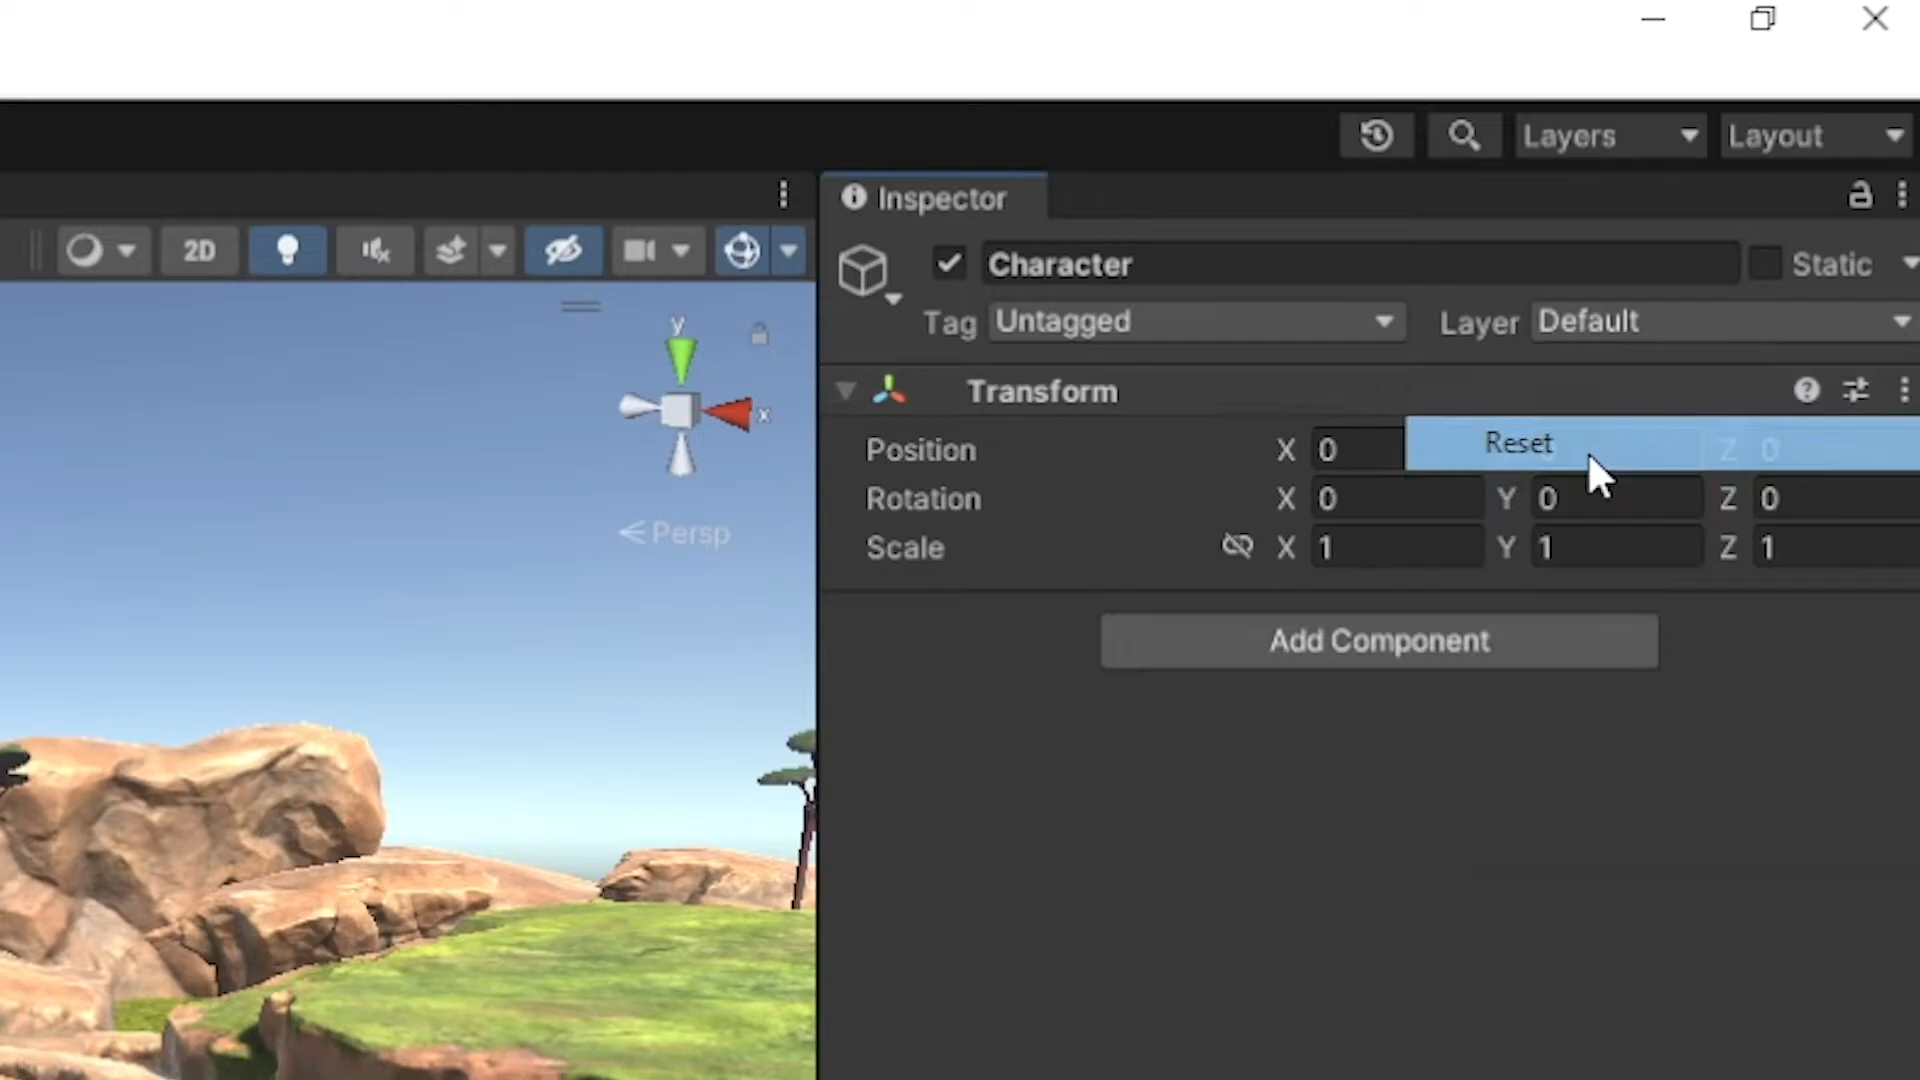 Layers Layout
Inspector
2D
Character Static
Tag Untagged Layer Default
y
x
Persp
Transform
Reset
Position X 0 Z 0
Rotation X 0 Y 0 Z 0
Scale X 1 Y 1 Z 1
Add Component